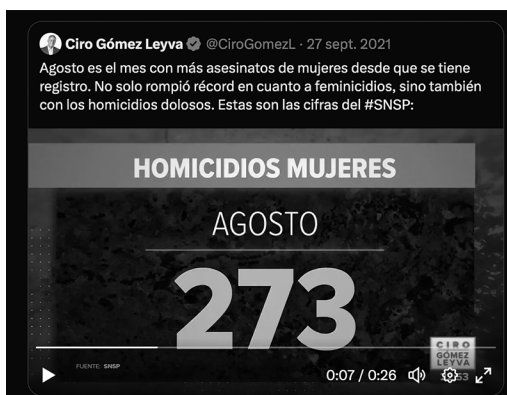 Ciro Gómez Leyva @CiroGomezL · 27 sept. 2021
Agosto es el mes con más asesinatos de mujeres desde que se tiene
registro. No solo rompió récord en cuanto a feminicidios, sino también
con los homicidios dolosos. Estas son las cifras del #SNSP:
HOMICIDIOS MUJERES
AGOSTO
273
CIRO
GÓMEZ
LEYVA
FUENTE: SNSP
0:07 / 0:26